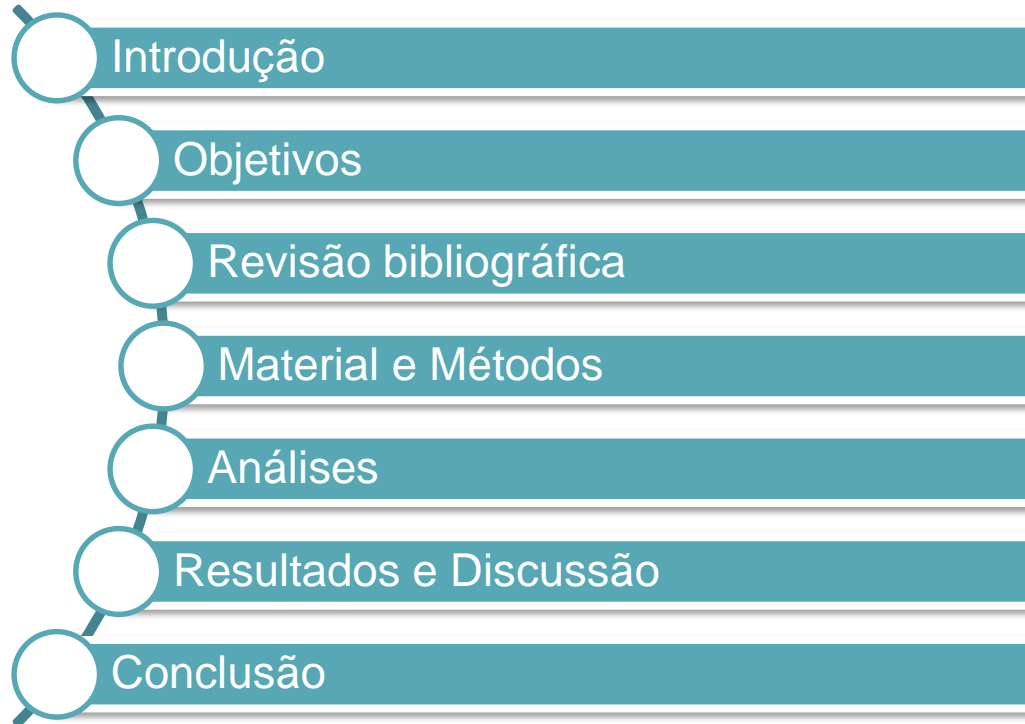 Introdução
Objetivos
Revisão bibliográfica
Material e Métodos
Análises
Resultados e Discussão
Conclusão